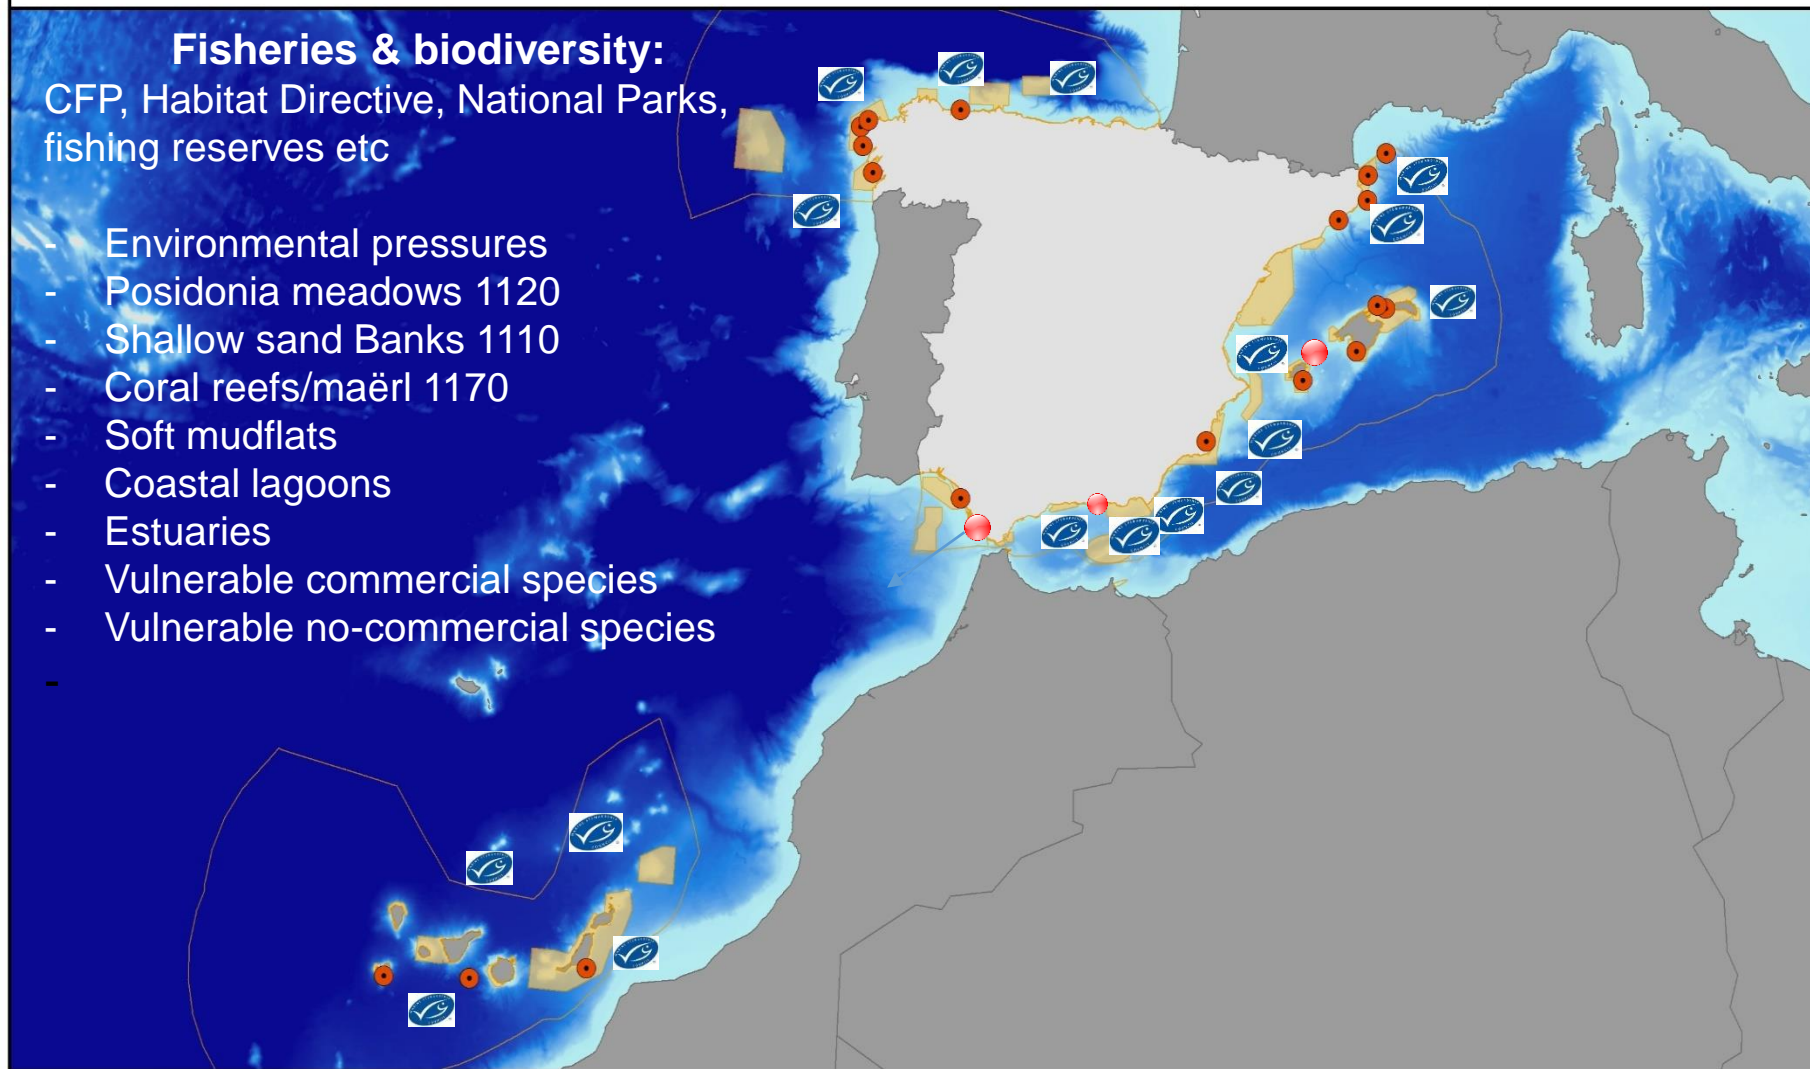 Fisheries & biodiversity:
CFP, Habitat Directive, National Parks,
fishing reserves etc
- Environmental pressures
- Posidonia meadows 1120
- Shallow sand Banks 1110
- Coral reefs/maërl 1170
- Soft mudflats
- Coastal lagoons
- Estuaries
- Vulnerable commercial species
- Vulnerable no-commercial species
-